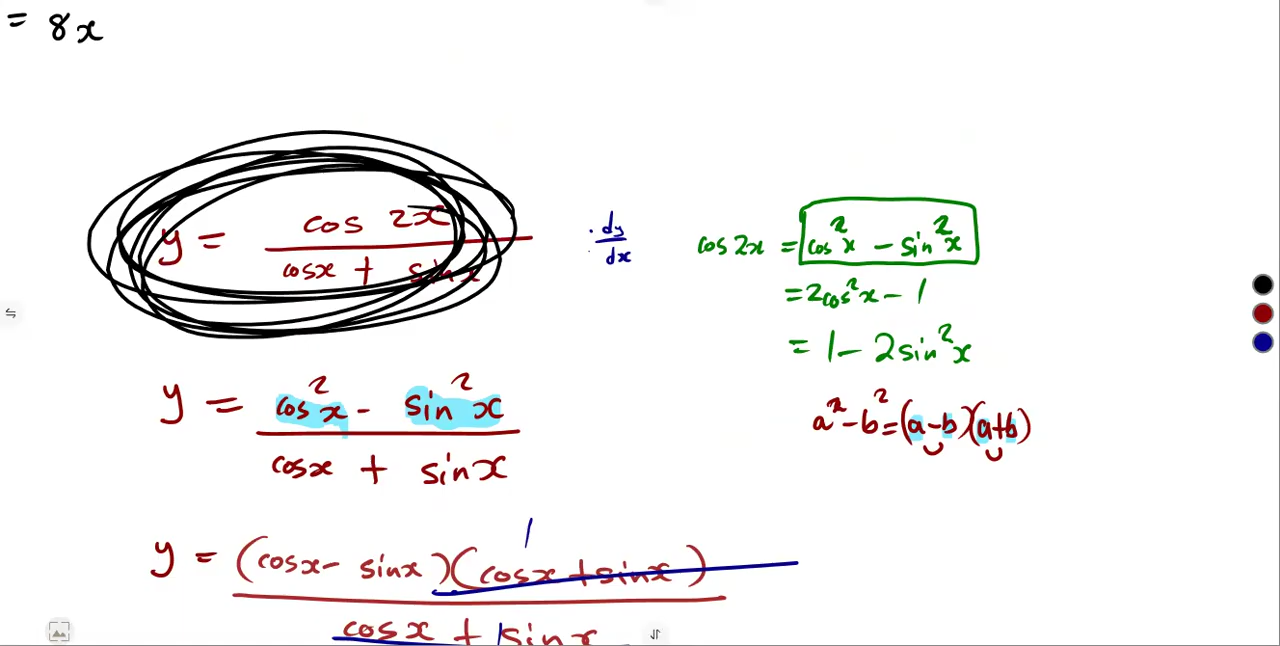 = 8x
y = cos 2x / cosx + sinx
dy/dx
cos 2x = cos²x - sin²x
= 2cos²x - 1
= 1 - 2sin²x
y = cos²x - sin²x / cosx + sinx
a² - b² = (a-b)(a+b)
1
y = (cosx - sinx)(cosx + sinx) / cosx + sinx